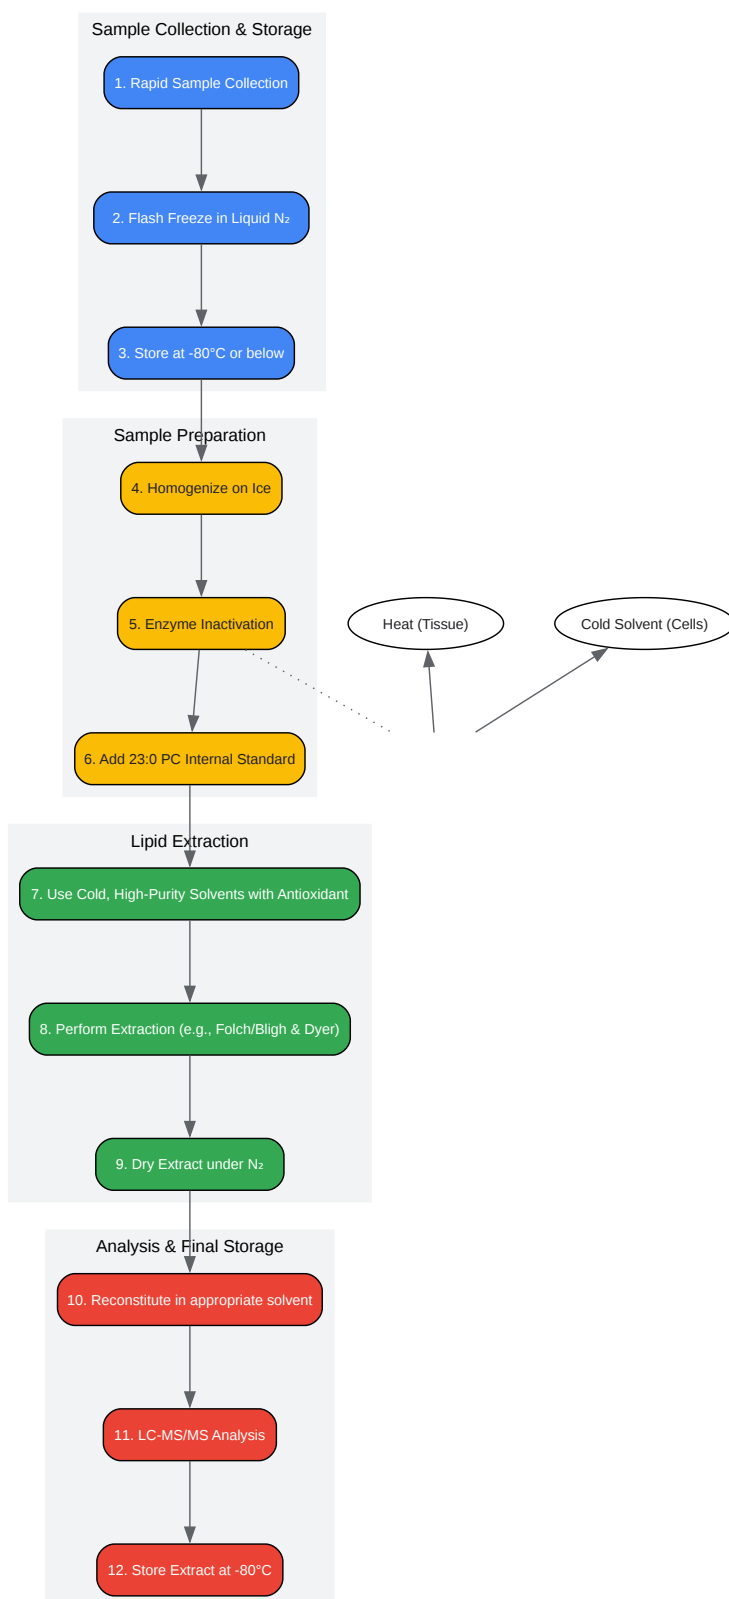 Sample Collection & Storage
1. Rapid Sample Collection
2. Flash Freeze in Liquid N₂
3. Store at -80°C or below
Sample Preparation
4. Homogenize on Ice
5. Enzyme Inactivation
Heat (Tissue)
Cold Solvent (Cells)
6. Add 23:0 PC Internal Standard
Lipid Extraction
7. Use Cold, High-Purity Solvents with Antioxidant
8. Perform Extraction (e.g., Folch/Bligh & Dyer)
9. Dry Extract under N₂
Analysis & Final Storage
10. Reconstitute in appropriate solvent
11. LC-MS/MS Analysis
12. Store Extract at -80°C